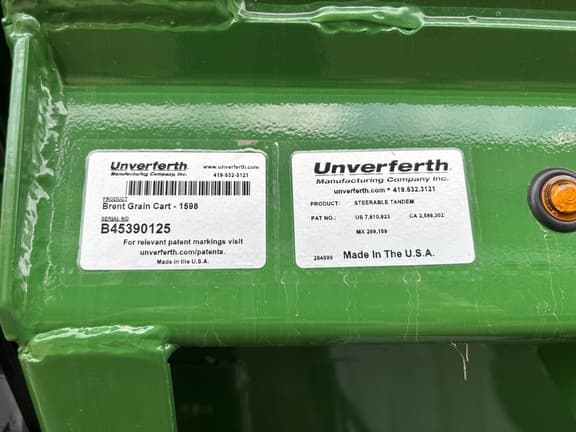 Unverferth
www.unverferth.com
Manufacturing Company, Inc.
419-532-3121
PRODUCT
Brent Grain Cart - 1598
SERIAL NO
B45390125
For relevant patent markings visit
unverferth.com/patents.
Made in the U.S.A.
Unverferth
Manufacturing Company Inc.
unverferth.com * 419.532.3121
PRODUCT: STEERABLE TANDEM
PAT NO.: US 7,810,823 CA 2,599,302
MX 299,159
284899 Made In The U.S.A.